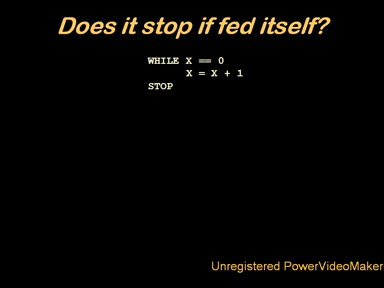 Does it stop if fed itself?
WHILE X == 0
X = X + 1
STOP
Unregistered PowerVideoMaker